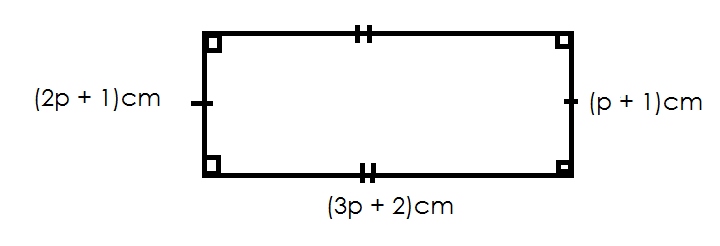 (2p + 1)cm
(p + 1)cm
(3p + 2)cm